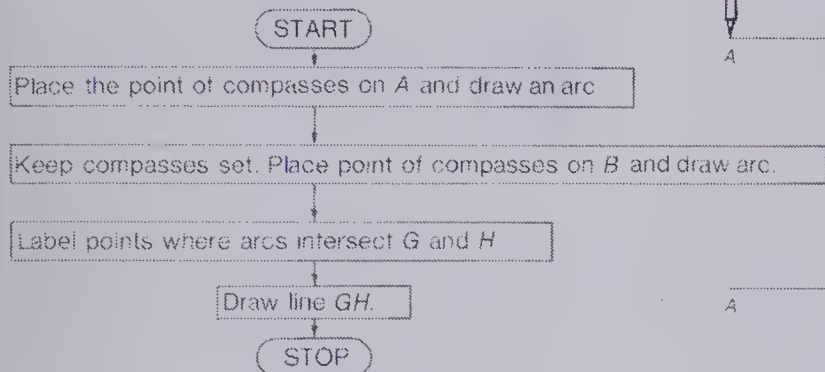 START
A
Place the point of compasses on A and draw an arc
Keep compasses set. Place point of compasses on B and draw arc.
Label points where arcs intersect G and H
Draw line GH.
A
STOP